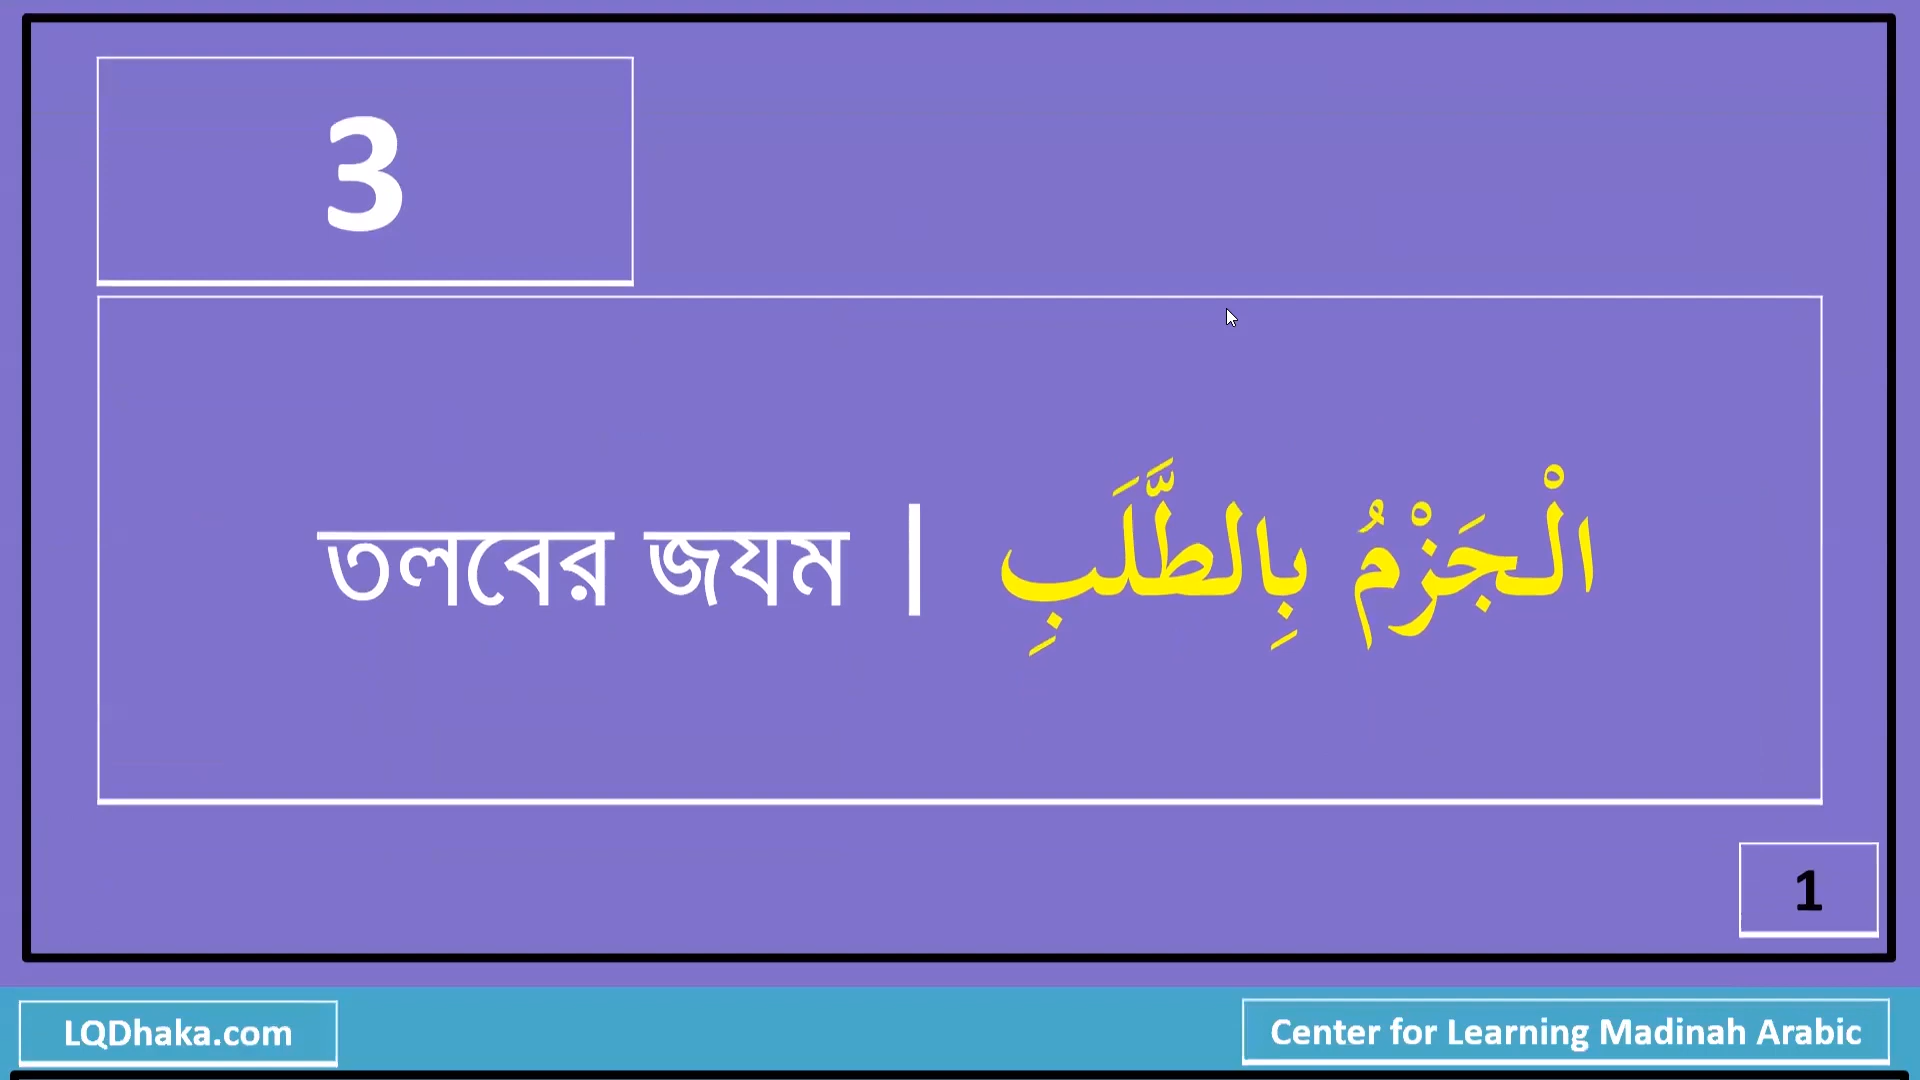 3
তলবের জযম | الْجَزْمُ بِالطَّلَبِ
1
LQDhaka.com
Center for Learning Madinah Arabic